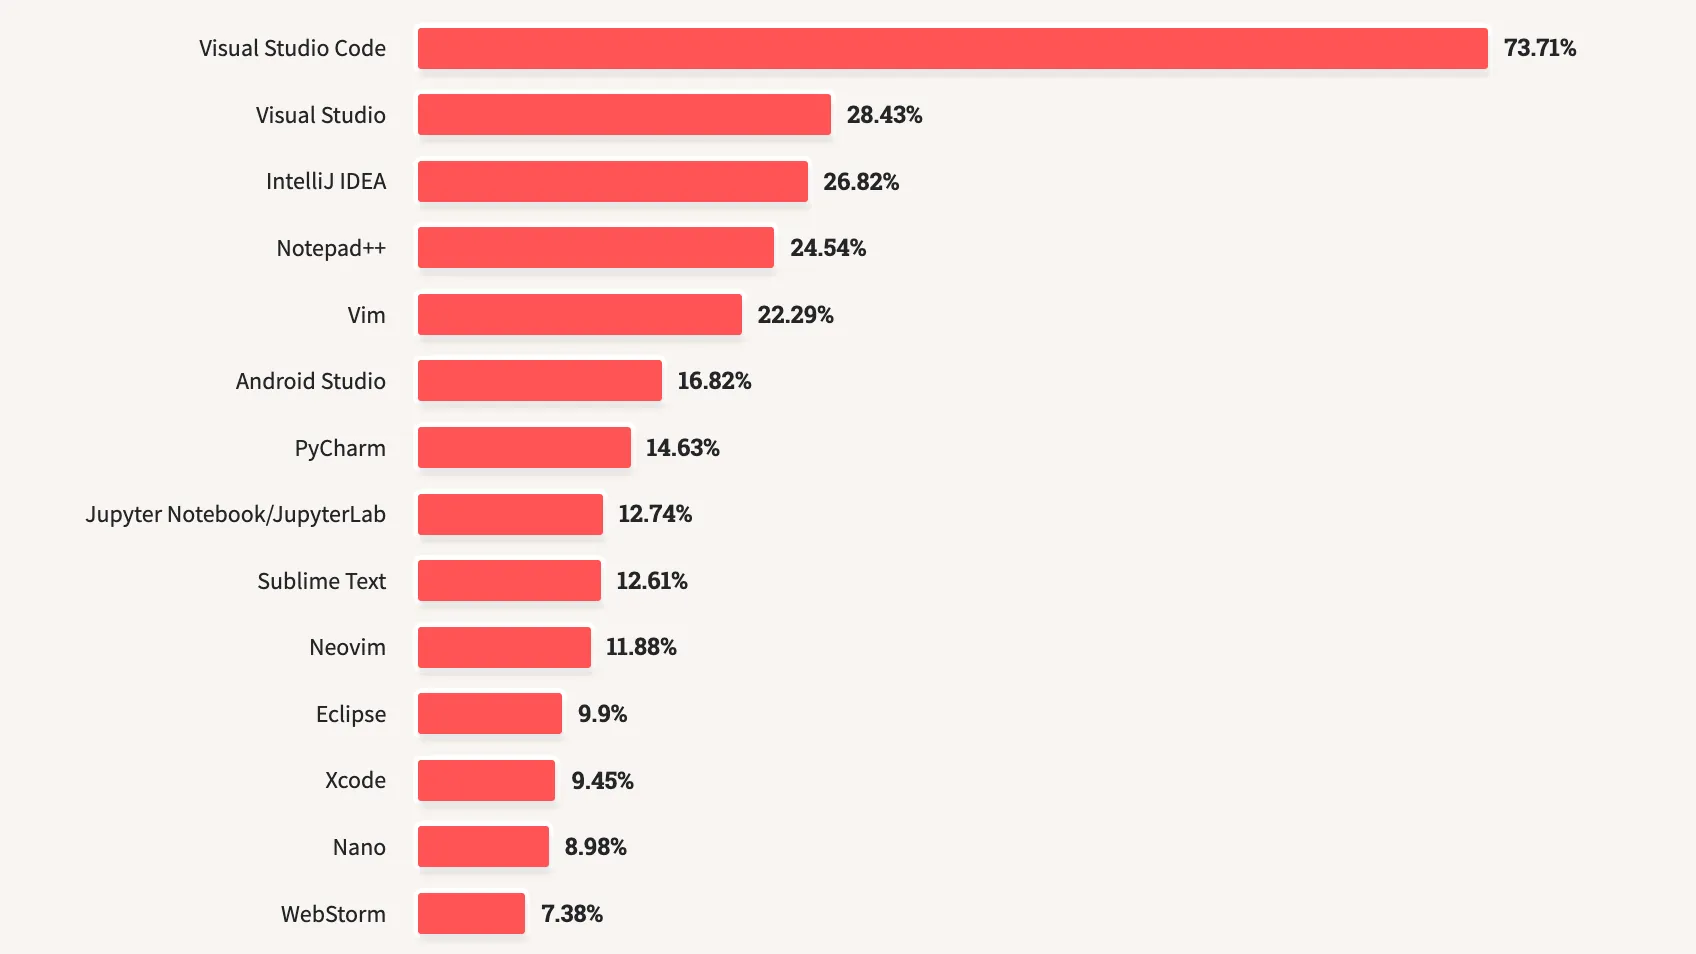 Visual Studio Code 73.71%
Visual Studio 28.43%
IntelliJ IDEA 26.82%
Notepad++ 24.54%
Vim 22.29%
Android Studio 16.82%
PyCharm 14.63%
Jupyter Notebook/JupyterLab 12.74%
Sublime Text 12.61%
Neovim 11.88%
Eclipse 9.9%
Xcode 9.45%
Nano 8.98%
WebStorm 7.38%